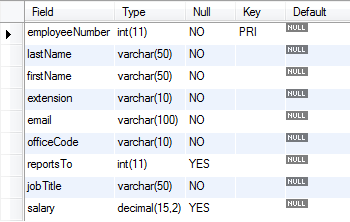 Field Type Null Key Default
employeeNumber int(11) NO PRI NULL
lastName varchar(50) NO NULL
firstName varchar(50) NO NULL
extension varchar(10) NO NULL
email varchar(100) NO NULL
officeCode varchar(10) NO NULL
reportsTo int(11) YES NULL
jobTitle varchar(50) NO NULL
salary decimal(15,2) YES NULL